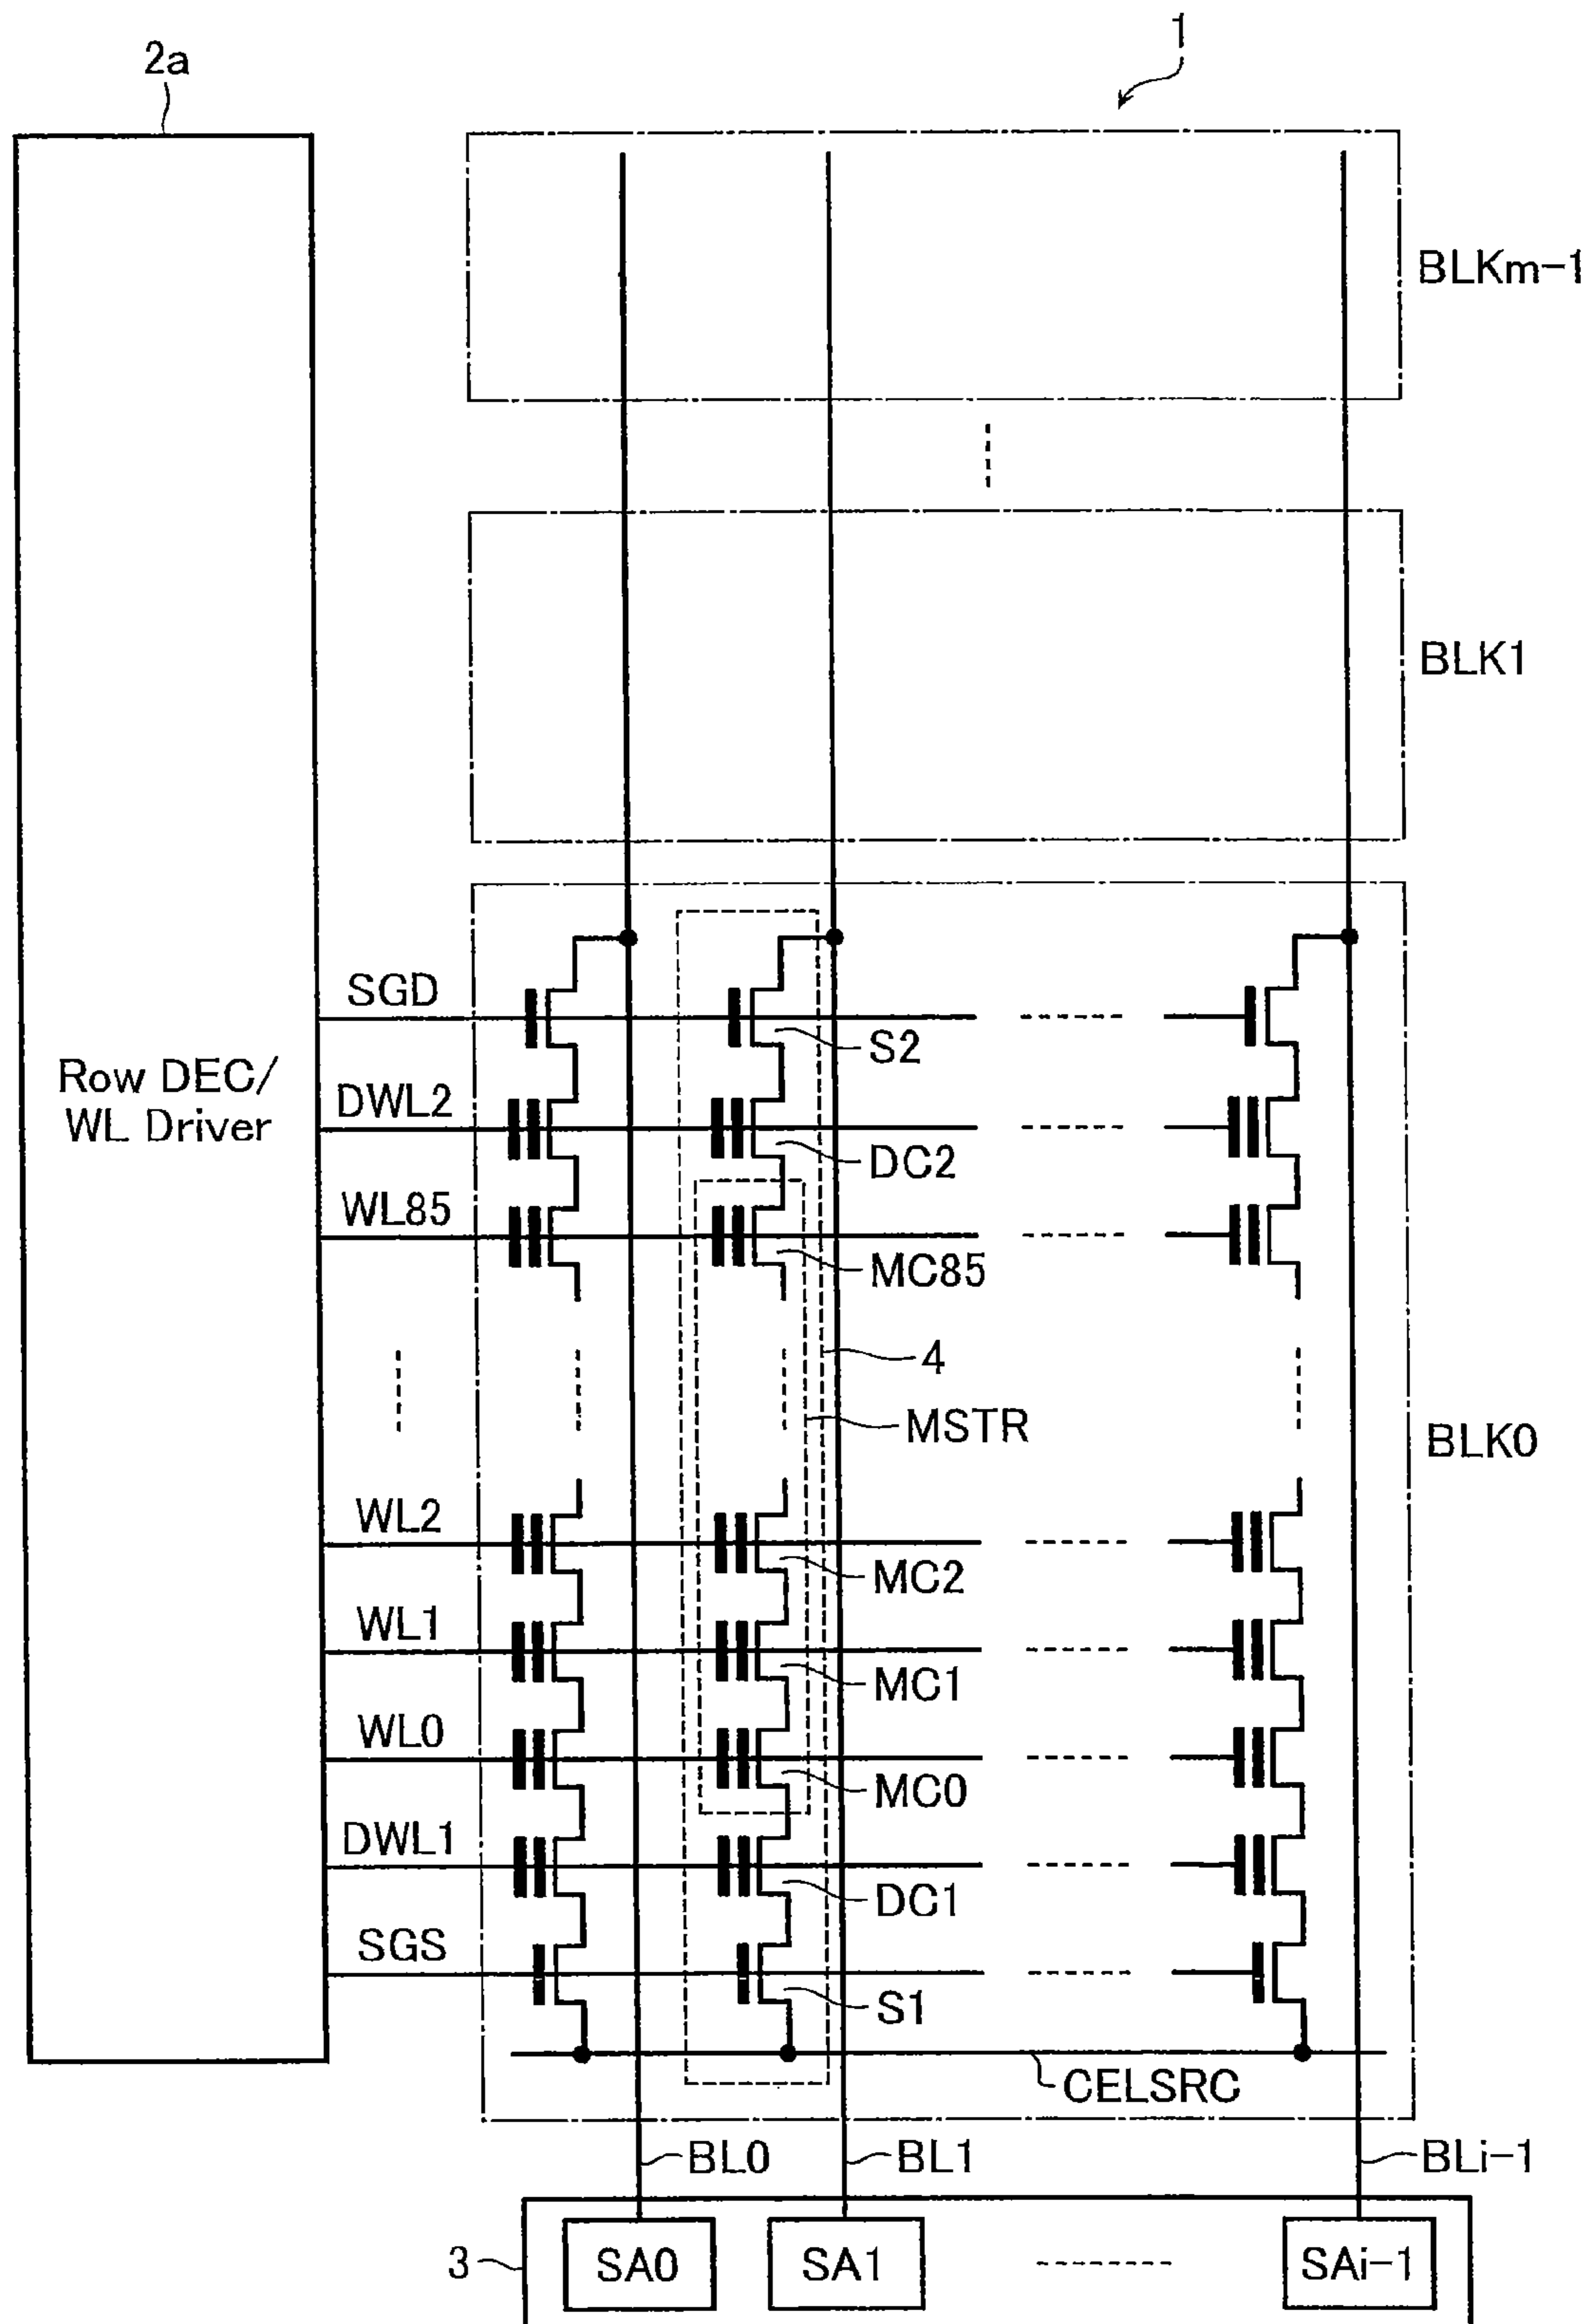 1
2a
BLKm-1
BLK1
SGD
S2
Row DEC/
WL Driver
DWL2
DC2
WL85
MC85
4
MSTR
BLK0
WL2
MC2
WL1
MC1
WL0
MC0
DWL1
DC1
SGS
S1
CELSRC
BL0
BL1
BLi-1
3
SA0
SA1
SAi-1